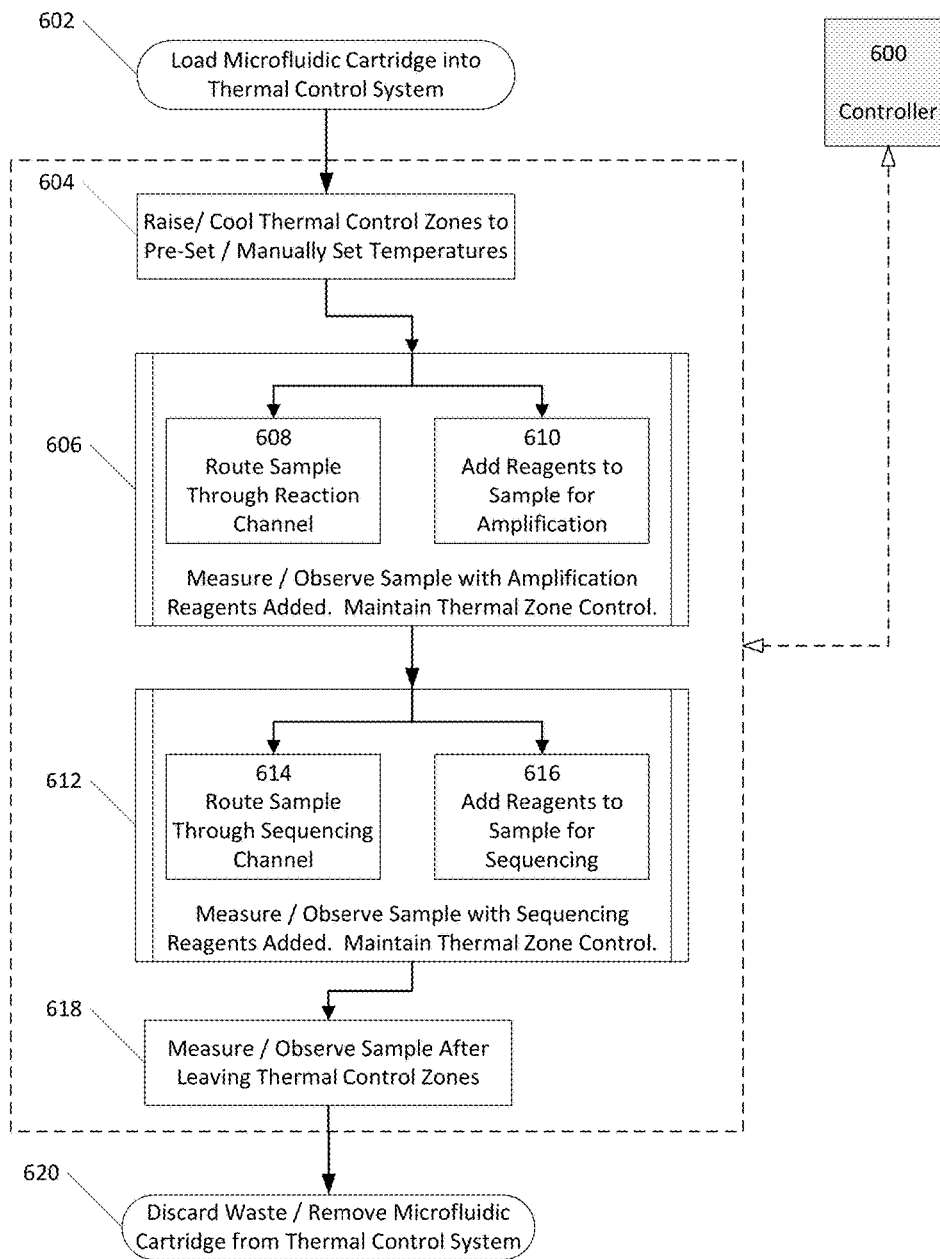 602
Load Microfluidic Cartridge into
Thermal Control System
600
Controller
604
Raise/ Cool Thermal Control Zones to
Pre-Set / Manually Set Temperatures
606
608
Route Sample
Through Reaction
Channel
610
Add Reagents to
Sample for
Amplification
Measure / Observe Sample with Amplification
Reagents Added.  Maintain Thermal Zone Control.
612
614
Route Sample
Through Sequencing
Channel
616
Add Reagents to
Sample for
Sequencing
Measure / Observe Sample with Sequencing
Reagents Added.  Maintain Thermal Zone Control.
618
Measure / Observe Sample After
Leaving Thermal Control Zones
620
Discard Waste / Remove Microfluidic
Cartridge from Thermal Control System